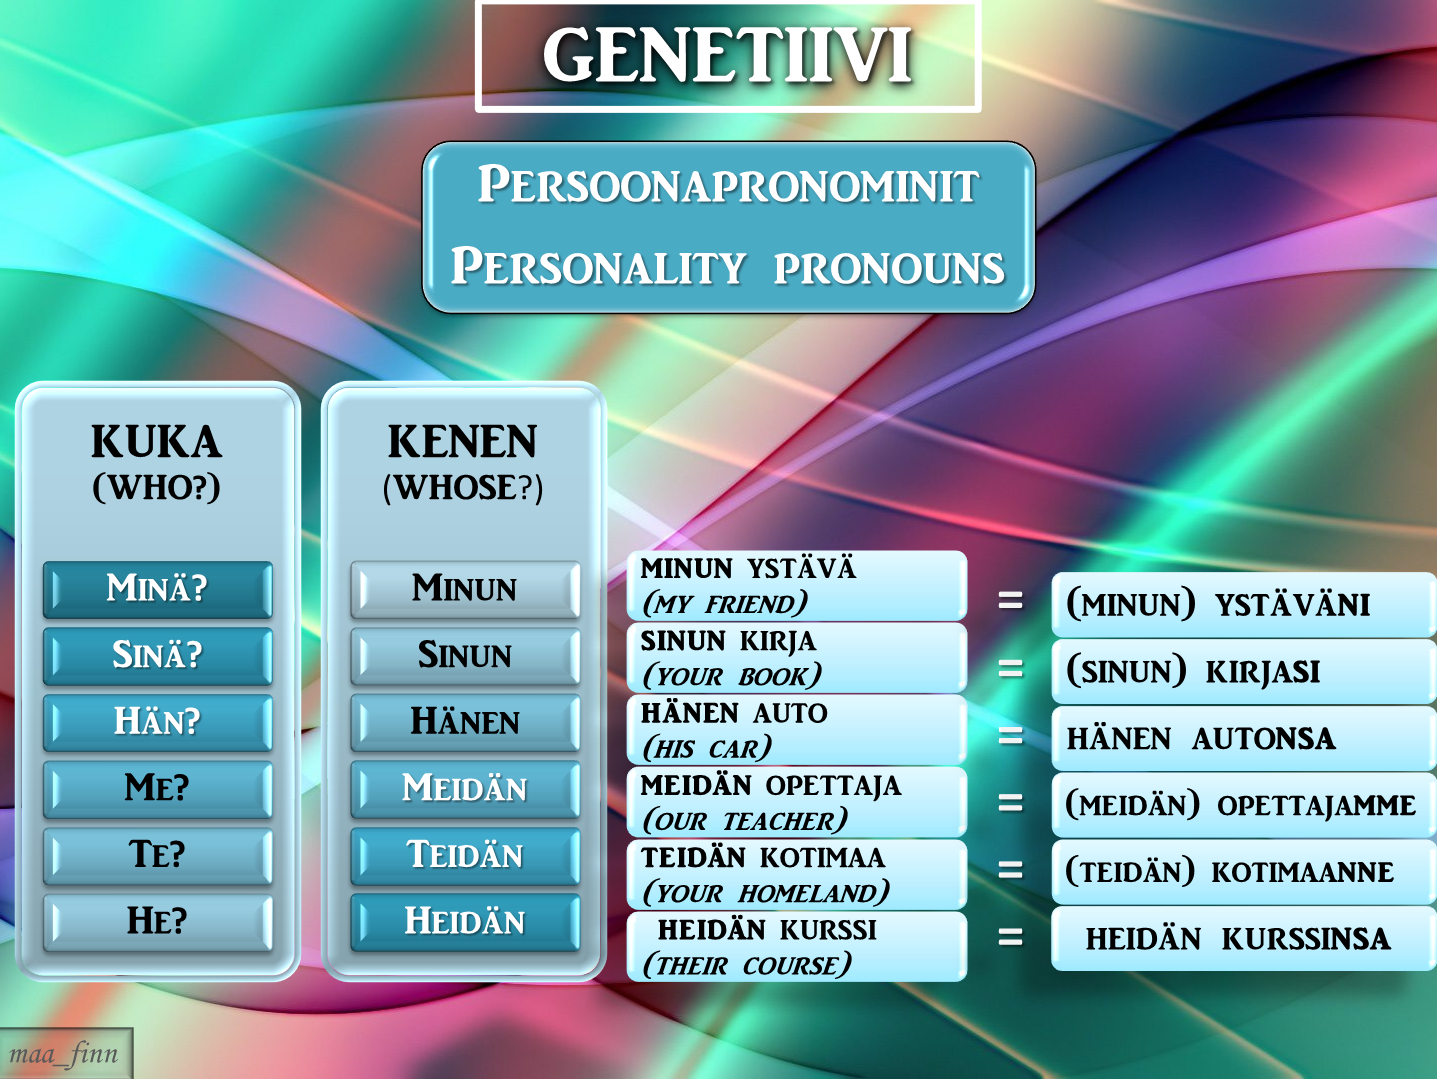 GENETIIVI
PERSOONAPRONOMINIT
PERSONALITY PRONOUNS
KUKA
(WHO?)
MINÄ?
SINÄ?
HÄN?
ME?
TE?
HE?
KENEN
(WHOSE?)
MINUN
SINUN
HÄNEN
MEIDÄN
TEIDÄN
HEIDÄN
MINUN YSTÄVÄ
(MY FRIEND)
= (MINUN) YSTÄVÄNI
SINUN KIRJA
(YOUR BOOK)
= (SINUN) KIRJASI
HÄNEN AUTO
(HIS CAR)
= HÄNEN AUTONSA
MEIDÄN OPETTAJA
(OUR TEACHER)
= (MEIDÄN) OPETTAJAMME
TEIDÄN KOTIMAA
(YOUR HOMELAND)
= (TEIDÄN) KOTIMAANNE
HEIDÄN KURSSI
(THEIR COURSE)
= HEIDÄN KURSSINSA
maa_finn